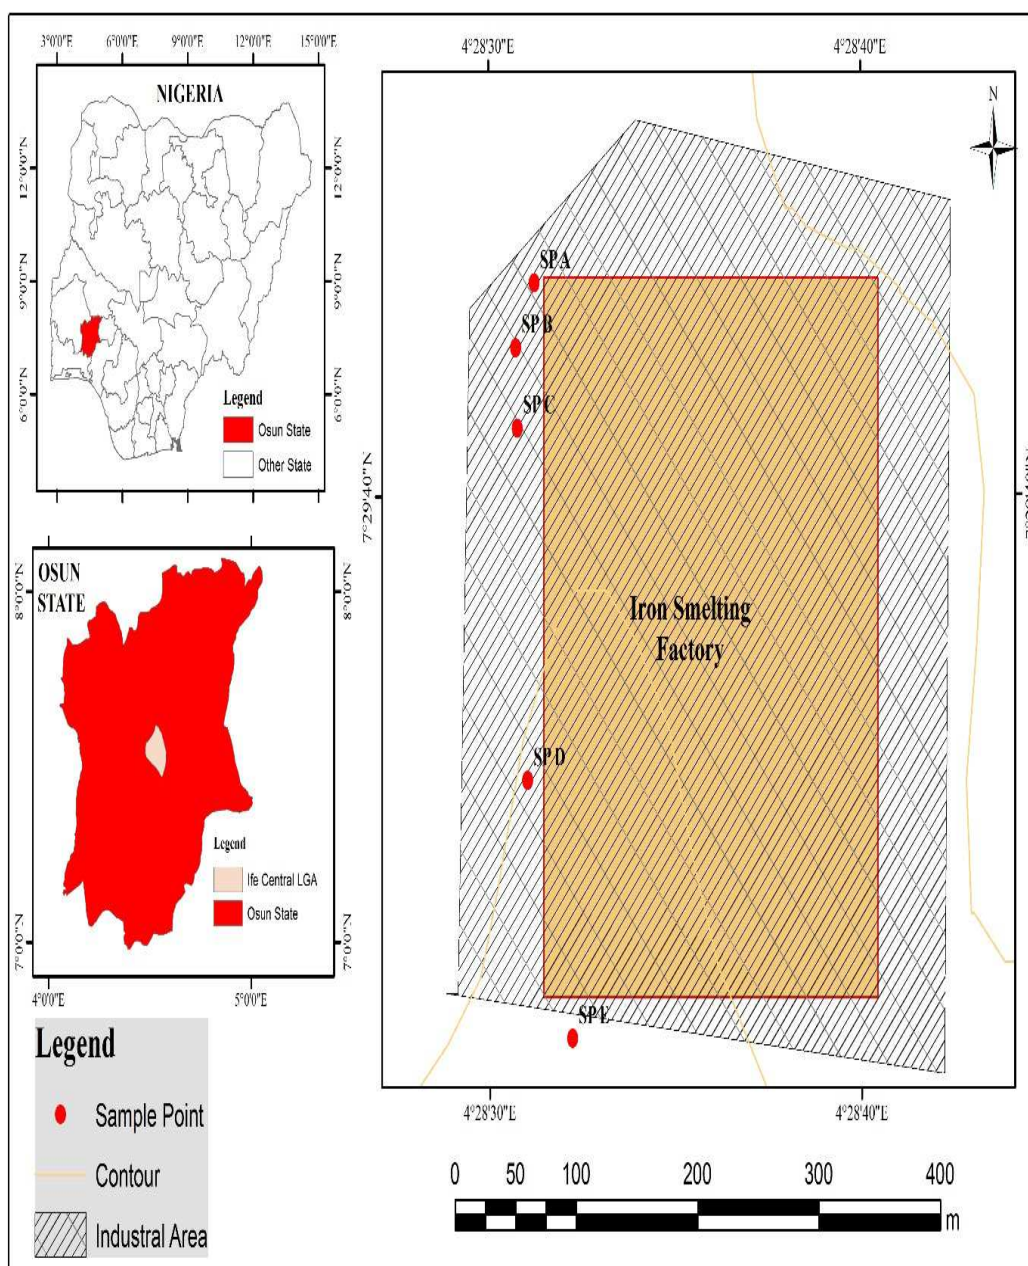 3°0'0"E 6°0'0"E 9°0'0"E 12°0'0"E 15°0'0"E
NIGERIA
12°0'0"N
12°0'0"N
9°0'0"N
9°0'0"N
6°0'0"N
6°0'0"N
Legend
Osun State
Other State
OSUN
STATE
8°0'0"N
8°0'0"N
7°0'0"N
7°0'0"N
Legend
Ife Central LGA
Osun State
4°0'0"E 5°0'0"E
Legend
Sample Point
Contour
Industral Area
4°28'30"E 4°28'40"E
N
SPA
SPB
SPC
7°29'40"N
Iron Smelting
Factory
SPD
SPE
4°28'30"E 4°28'40"E
0 50 100 200 300 400
m